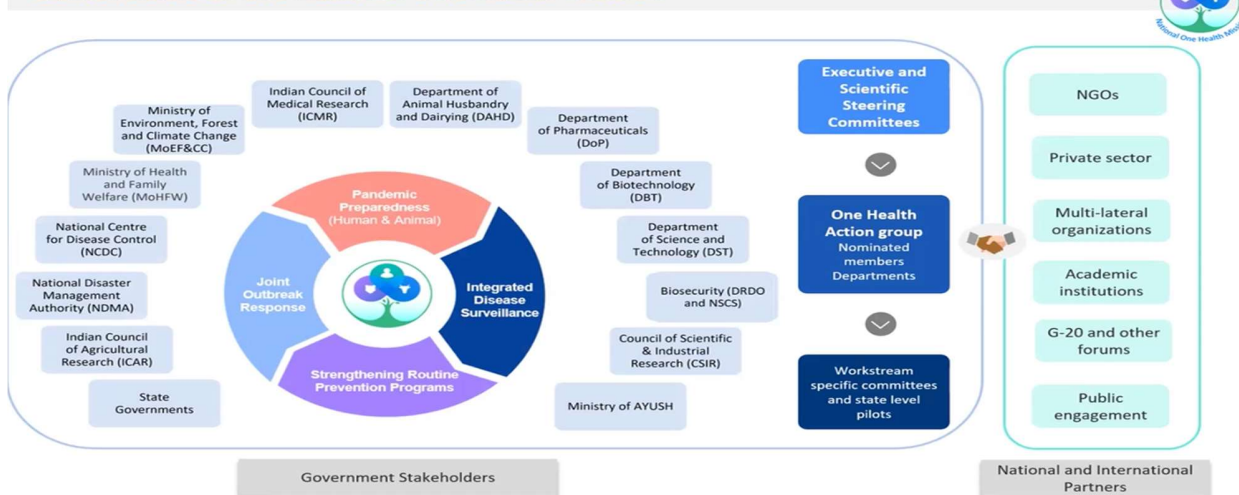 National One Health Missi
Indian Council of
Medical Research
(ICMR)
Department of
Animal Husbandry
and Dairying (DAHD)
Ministry of
Environment, Forest
and Climate Change
(MoEF&CC)
Department
of Pharmaceuticals
(DoP)
Ministry of Health
and Family
Welfare (MoHFW)
Department
of Biotechnology
(DBT)
National Centre
for Disease Control
(NCDC)
Department
of Science and
Technology (DST)
National Disaster
Management
Authority (NDMA)
Biosecurity (DRDO
and NSCS)
Indian Council
of Agricultural
Research (ICAR)
Council of Scientific
& Industrial
Research (CSIR)
State
Governments
Ministry of AYUSH
Pandemic
Preparedness
(Human & Animal)
Joint
Outbreak
Response
Integrated
Disease
Surveillance
Strengthening Routine
Prevention Programs
Executive and
Scientific
Steering
Committees
One Health
Action group
Nominated
members
Departments
Workstream
specific committees
and state level
pilots
NGOs
Private sector
Multi-lateral
organizations
Academic
institutions
G-20 and other
forums
Public
engagement
Government Stakeholders
National and International
Partners